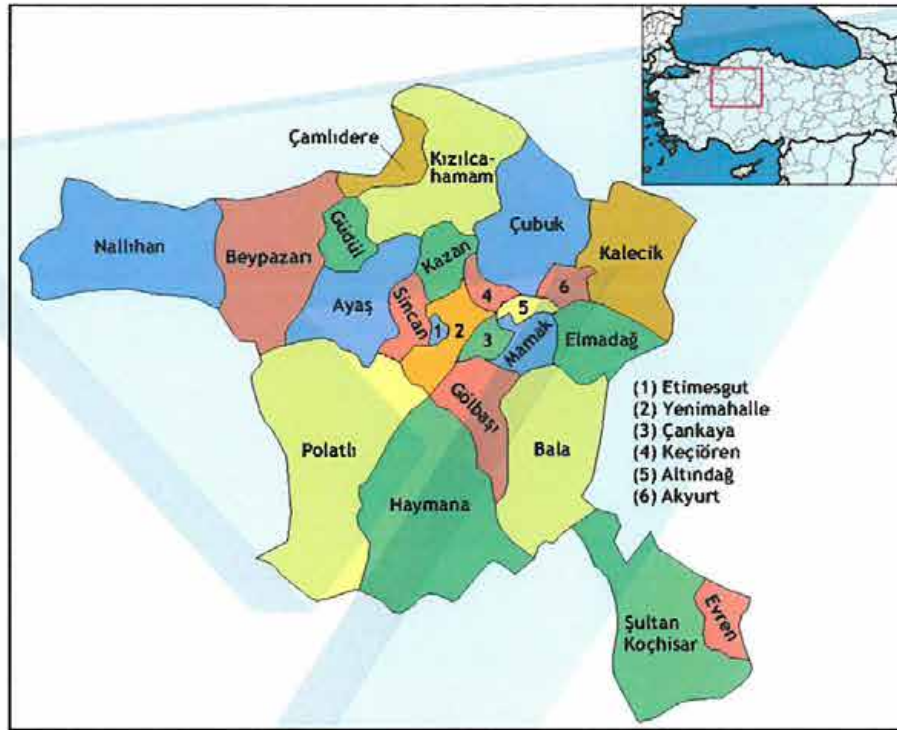 Çamlıdere
Kızılca-
hamam
Nallıhan
Beypazarı
Güdül
Çubuk
Kalecik
Kazan
Ayaş
Sincan
4
6
5
1
2
3
Mamak
Elmadağ
Gölbaşı
Polatlı
Haymana
Bala
(1) Etimesgut
(2) Yenimahalle
(3) Çankaya
(4) Keçiören
(5) Altındağ
(6) Akyurt
Şultan
Koçhisar
Evren